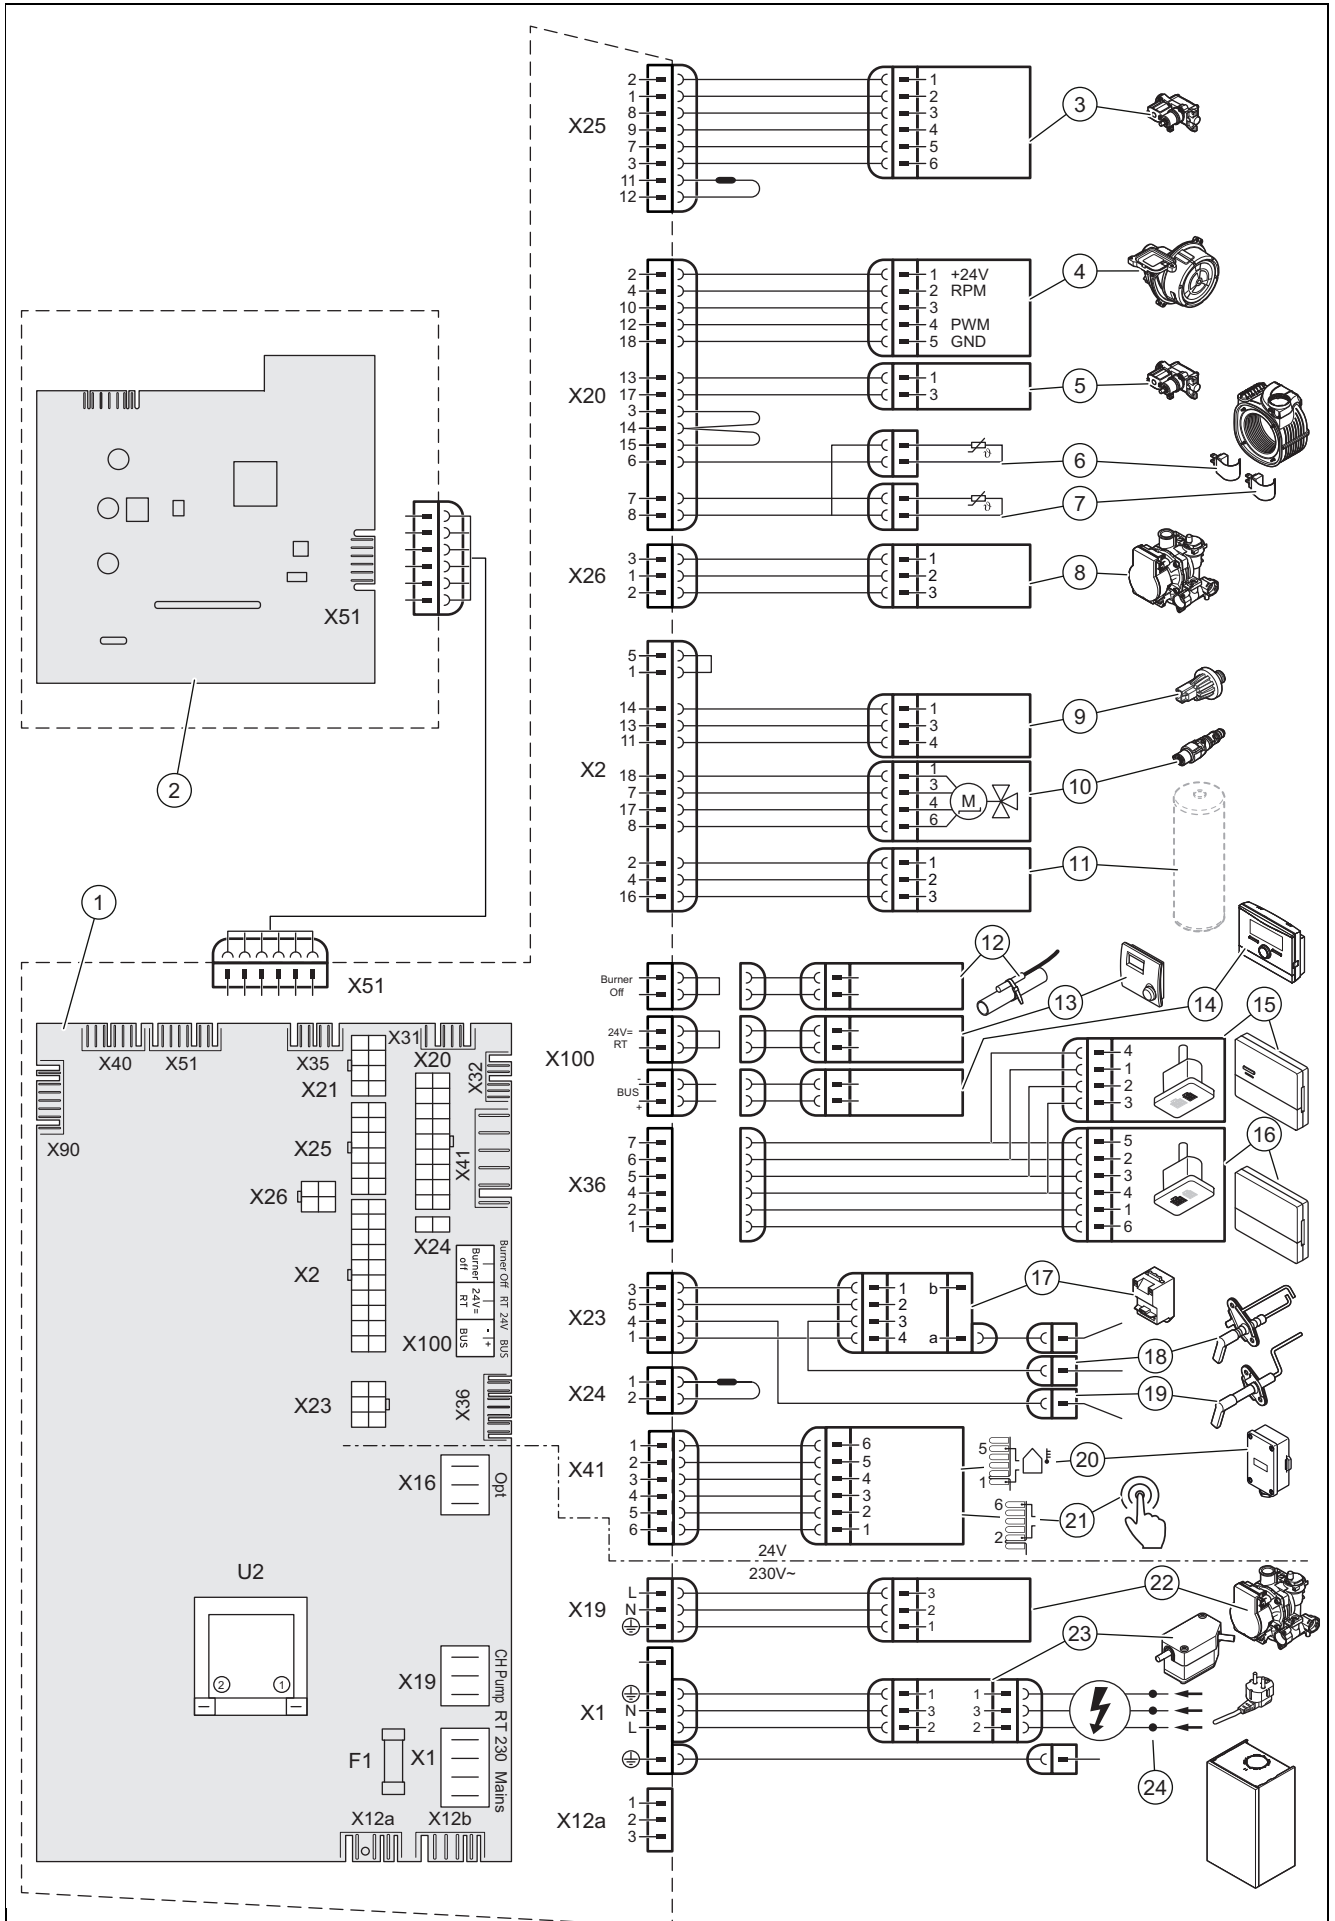 X25
2 1
1 2
8 3
9 4
7 5
3 6
11
12
3
X20
2 1 +24V
4 2 RPM
10 3
12 4 PWM
18 5 GND
4
13 1
17 3
5
3
14
15
6
ϑ
6
7
8
ϑ
7
X26
3 1
1 2
2 3
8
X2
5
1
14 1
13 3
11 4
9
18 1
7 3
17 4
8 6
M
10
2 1
4 2
16 3
11
X51
2
1
X51
X100
Burner
Off
12
24V=
RT
13
-
BUS
+
14
4
1
2
3
15
X36
7 5
6 2
5 3
4 4
2 1
1 6
16
X23
3 1 b
5 2
4 3
1 4 a
17
18
19
X24
1
2
X41
1 6
2 5
3 4
4 3
5 2
6 1
5
1
20
6
2
21
24V
230V~
X19
L 3
N 2
1
22
X1
1 1
N 3 3
L 2 2
23
24
X12a
1
2
3
X40
X51
X35
X31
X20
X32
X21
X90
X25
X41
X26
X24
X2
Burner off
24V= RT
BUS - +
Burner Off RT 24V BUS
X100
X23
X36
X16
Opt
U2
2
1
X19
CH Pump
F1
X1
RT 230 Mains
X12a
X12b